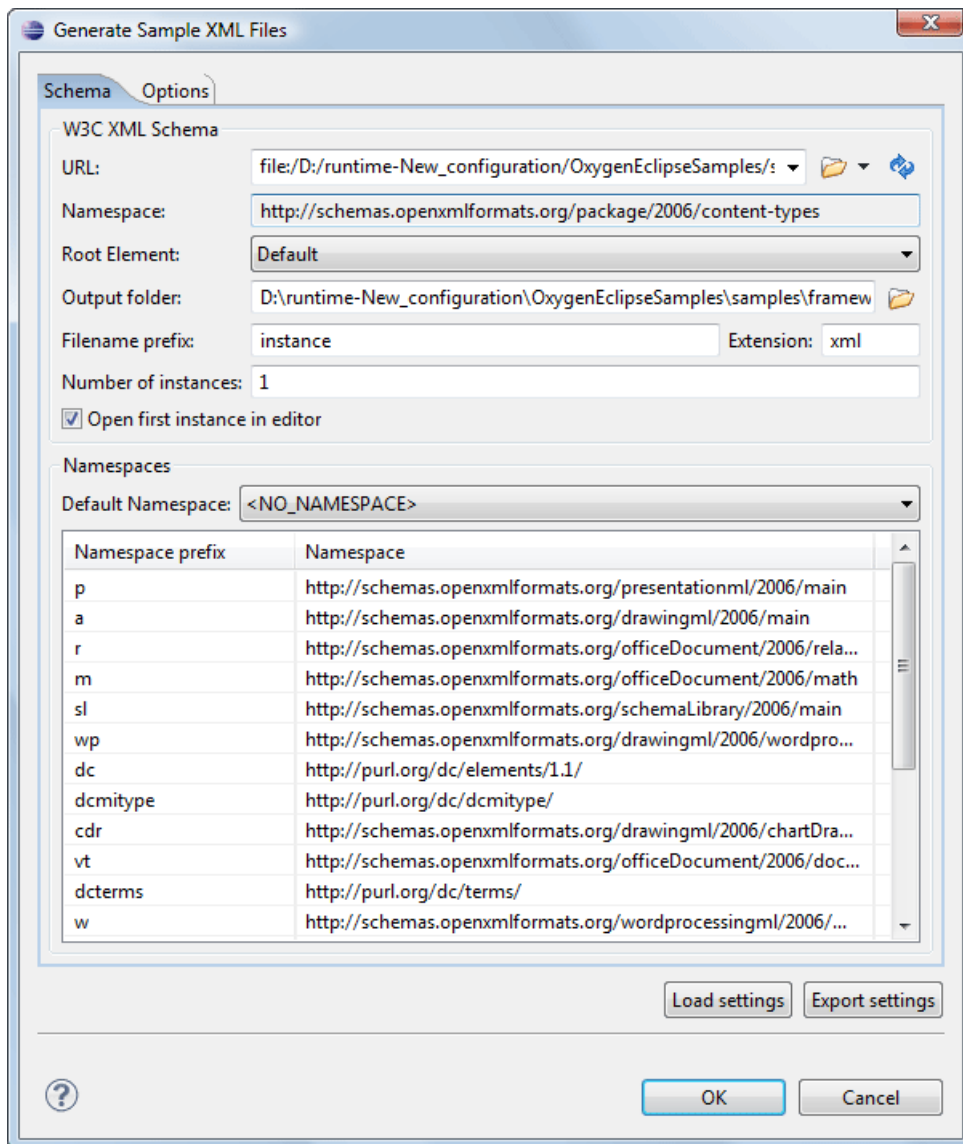 Generate Sample XML Files
Schema Options
W3C XML Schema
URL: file:/D:/runtime-New_configuration/OxygenEclipseSamples/s
Namespace: http://schemas.openxmlformats.org/package/2006/content-types
Root Element: Default
Output folder: D:\runtime-New_configuration\OxygenEclipseSamples\samples\framew
Filename prefix: instance Extension: xml
Number of instances: 1
Open first instance in editor
Namespaces
Default Namespace: <NO_NAMESPACE>
Namespace prefix Namespace
p http://schemas.openxmlformats.org/presentationml/2006/main
a http://schemas.openxmlformats.org/drawingml/2006/main
r http://schemas.openxmlformats.org/officeDocument/2006/rela...
m http://schemas.openxmlformats.org/officeDocument/2006/math
sl http://schemas.openxmlformats.org/schemaLibrary/2006/main
wp http://schemas.openxmlformats.org/drawingml/2006/wordpro...
dc http://purl.org/dc/elements/1.1/
dcmitype http://purl.org/dc/dcmitype/
cdr http://schemas.openxmlformats.org/drawingml/2006/chartDra...
vt http://schemas.openxmlformats.org/officeDocument/2006/doc...
dcterms http://purl.org/dc/terms/
w http://schemas.openxmlformats.org/wordprocessingml/2006/...
Load settings Export settings
? OK Cancel